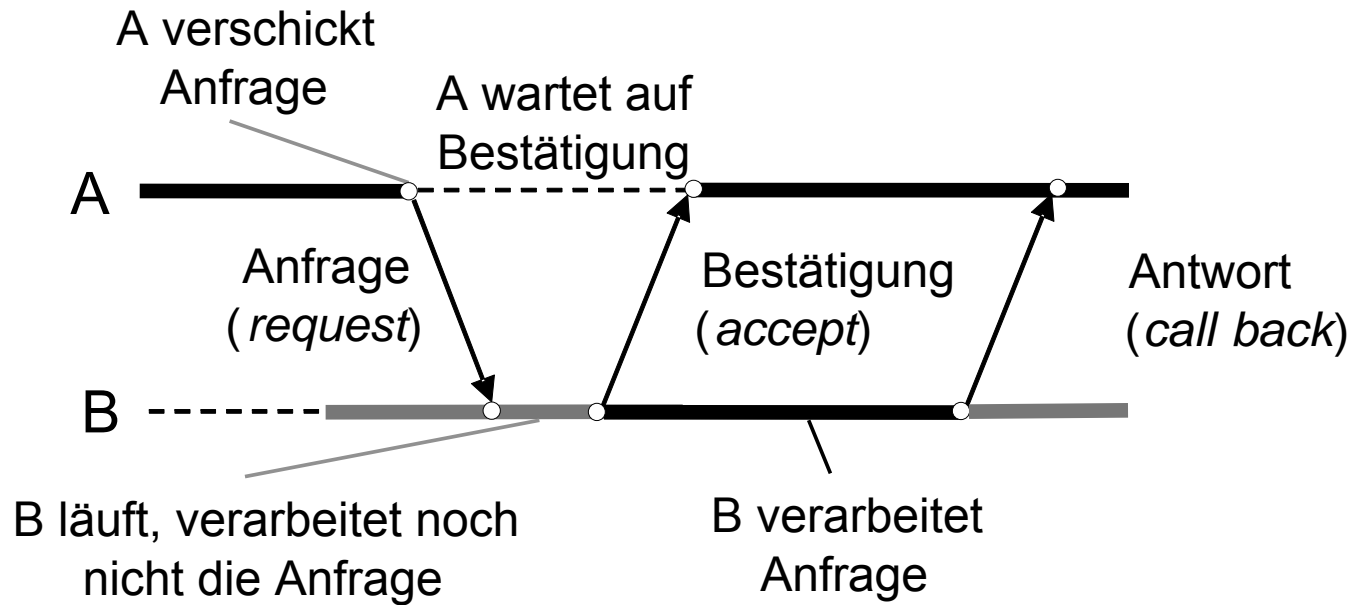 A verschickt
Anfrage
A wartet auf
Bestätigung
A
Anfrage
(request)
Bestätigung
(accept)
Antwort
(call back)
B
B läuft, verarbeitet noch
nicht die Anfrage
B verarbeitet
Anfrage